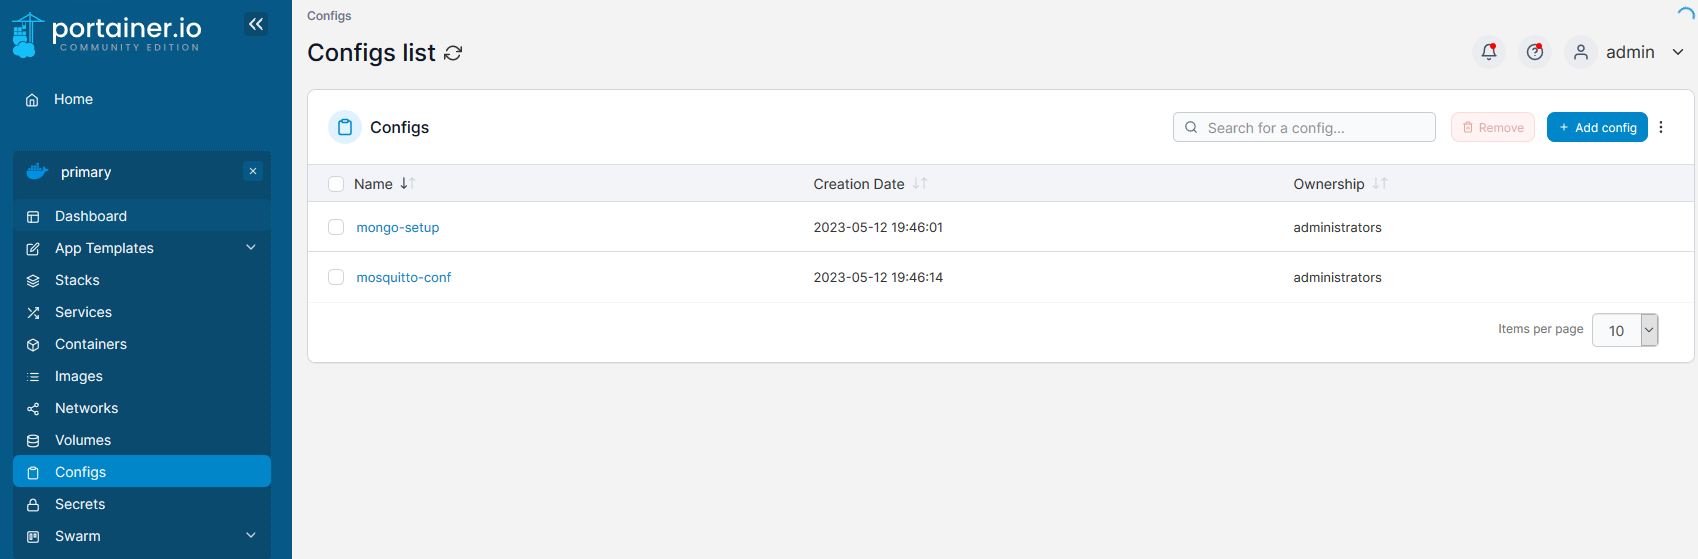 portainer.io
COMMUNITY EDITION
Home
primary
Dashboard
App Templates
Stacks
Services
Containers
Images
Networks
Volumes
Configs
Secrets
Swarm
Configs
Configs list
admin
Configs
Search for a config...
Remove
+ Add config
Name Creation Date Ownership
mongo-setup 2023-05-12 19:46:01 administrators
mosquitto-conf 2023-05-12 19:46:14 administrators
Items per page 10